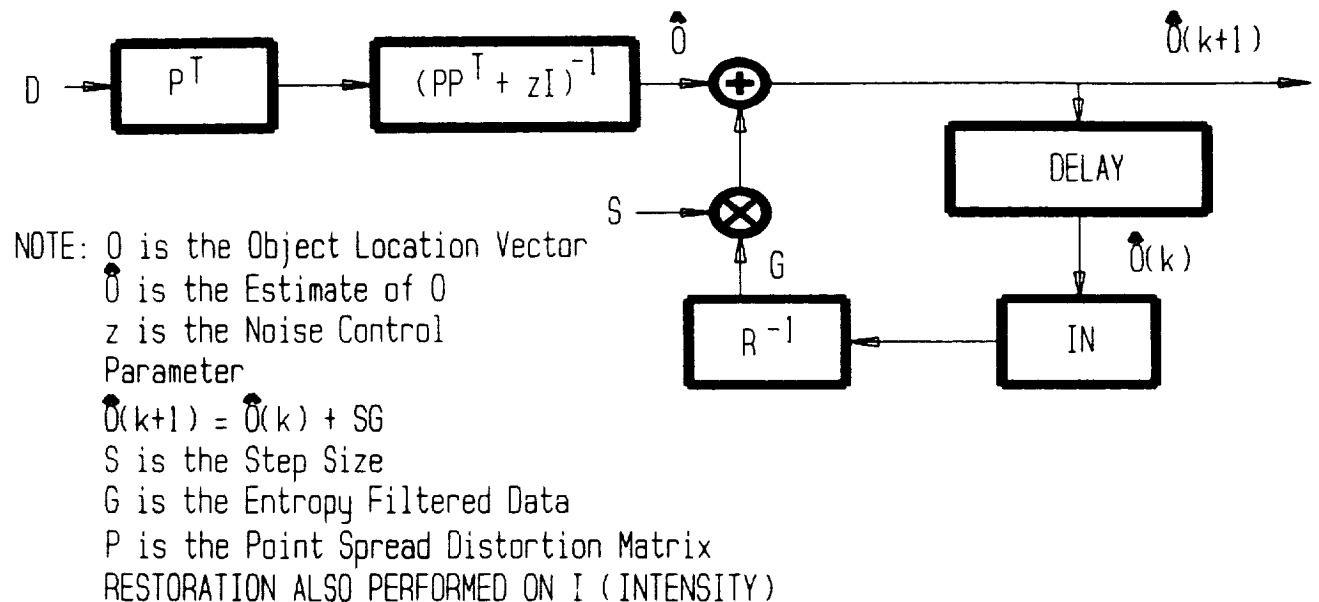 D
P^T
(PP^T + zI)^-1
Ô
+
Ô(k+1)
DELAY
S
×
Ô(k)
G
R^-1
IN
NOTE: O is the Object Location Vector
Ô is the Estimate of O
z is the Noise Control
Parameter
Ô(k+1) = Ô(k) + SG
S is the Step Size
G is the Entropy Filtered Data
P is the Point Spread Distortion Matrix
RESTORATION ALSO PERFORMED ON I (INTENSITY)